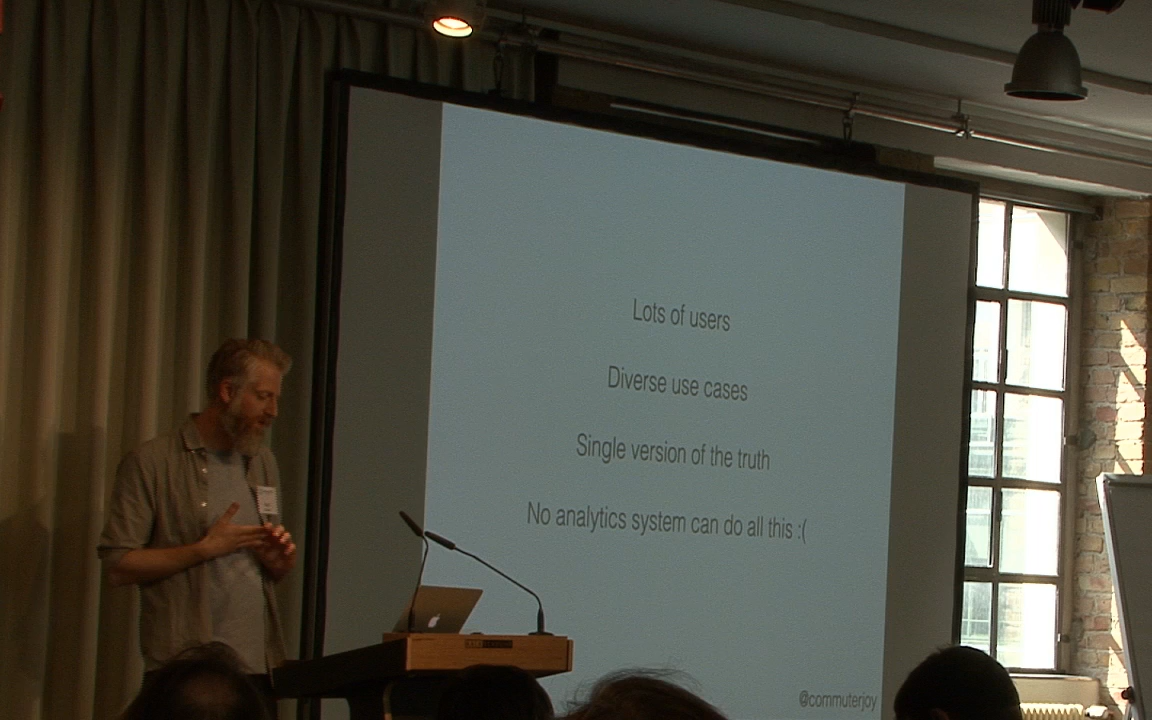 Lots of users
Diverse use cases
Single version of the truth
No analytics system can do all this :(
@commuterjoy